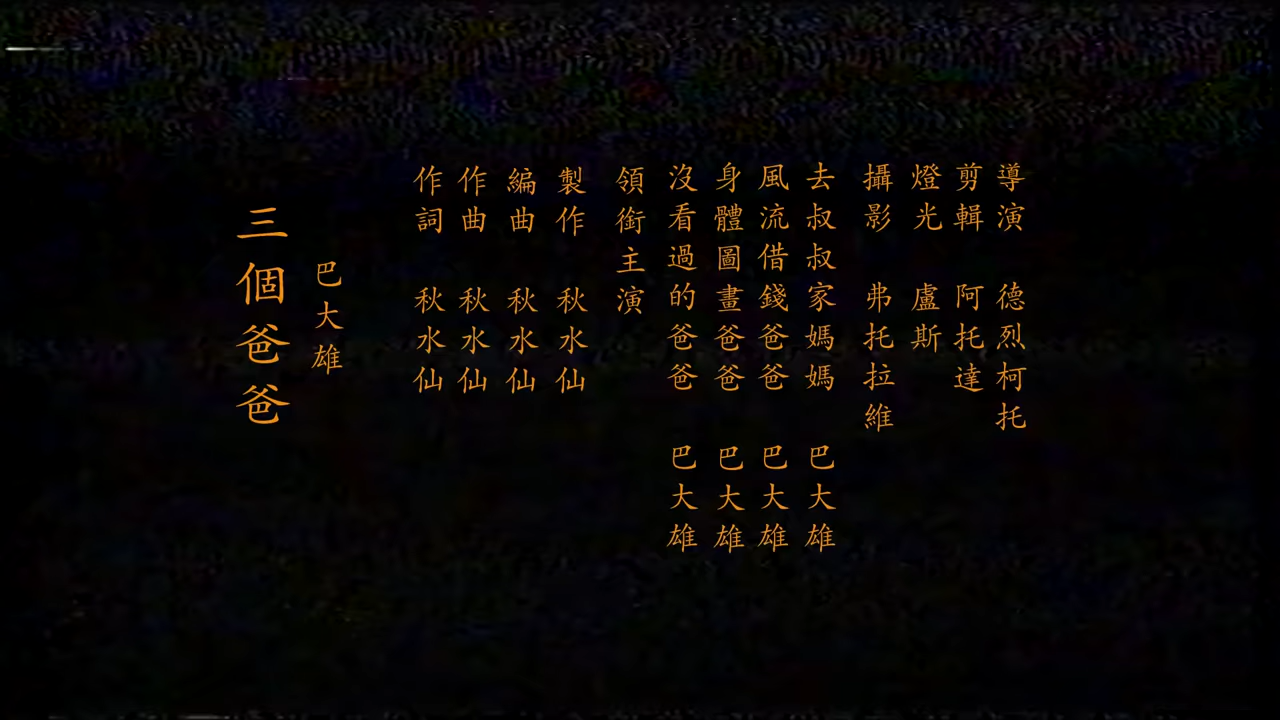 三個爸爸
巴大雄
作詞 秋水仙
作曲 秋水仙
編曲 秋水仙
製作 秋水仙
領銜主演
沒看過的爸爸 巴大雄
身體圖畫爸爸 巴大雄
風流借錢爸爸 巴大雄
去叔叔家媽媽 巴大雄
攝影 弗托拉維
燈光 盧斯
剪輯 阿托達
導演 德烈柯托